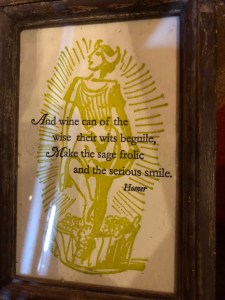 And wine can of the
wise their wits beguile,
Make the sage frolic
and the serious smile.
Homer